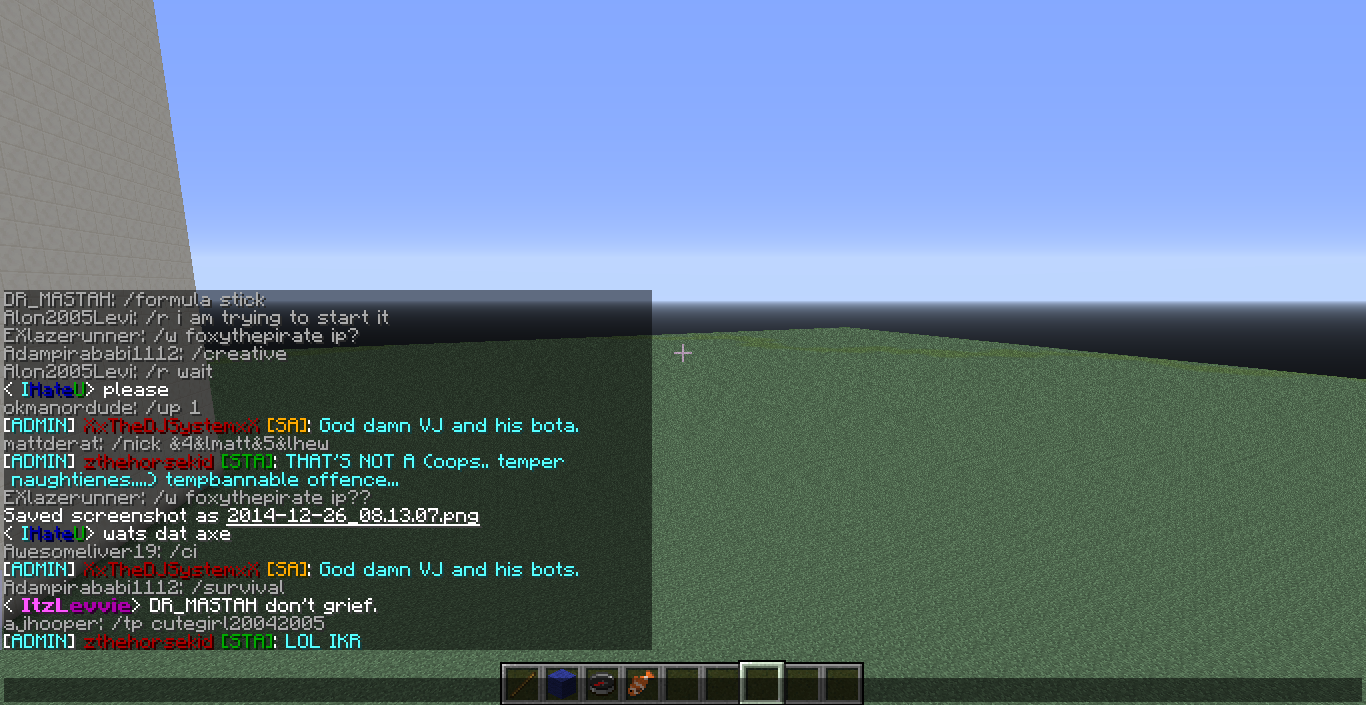 DR_MASTAH: /formula stick
Alon2005Levi: /r i am trying to start it
EXlazerunner: /w foxythepirate ip?
Adampirababi1112: /creative
Alon2005Levi: /r wait
< IHateU> please
okmanordude: /up 1
[ADMIN] XxTheDJSystemxX [SA]: God damn VJ and his bota.
mattderat: /nick &4&lmatt&5&lhew
[ADMIN] zthehorsekid [STA]: THAT'S NOT A (oops.. temper
naughtienes....) tempbannable offence...
EXlazerunner: /w foxythepirate ip??
Saved screenshot as 2014-12-26_08.13.07.png
< IHateU> wats dat axe
Awesomeliver19: /ci
[ADMIN] XxTheDJSystemxX [SA]: God damn VJ and his bots.
Adampirababi1112: /survival
< ItzLevvie> DR_MASTAH don't grief.
ajhooper: /tp cutegirl20042005
[ADMIN] zthehorsekid [STA]: LOL IKR